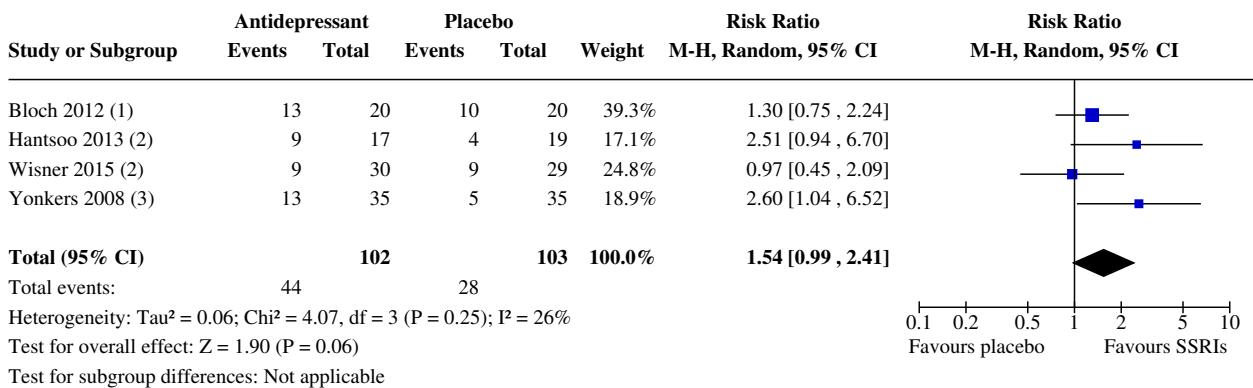 Antidepressant Placebo Risk Ratio Risk Ratio
Study or Subgroup Events Total Events Total Weight M-H, Random, 95% CI M-H, Random, 95% CI
Bloch 2012 (1) 13 20 10 20 39.3% 1.30 [0.75 , 2.24]
Hantsoo 2013 (2) 9 17 4 19 17.1% 2.51 [0.94 , 6.70]
Wisner 2015 (2) 9 30 9 29 24.8% 0.97 [0.45 , 2.09]
Yonkers 2008 (3) 13 35 5 35 18.9% 2.60 [1.04 , 6.52]
Total (95% CI) 102 103 100.0% 1.54 [0.99 , 2.41]
Total events: 44 28
Heterogeneity: Tau² = 0.06; Chi² = 4.07, df = 3 (P = 0.25); I² = 26%
0.1 0.2 0.5 1 2 5 10
Test for overall effect: Z = 1.90 (P = 0.06) Favours placebo Favours SSRIs
Test for subgroup differences: Not applicable